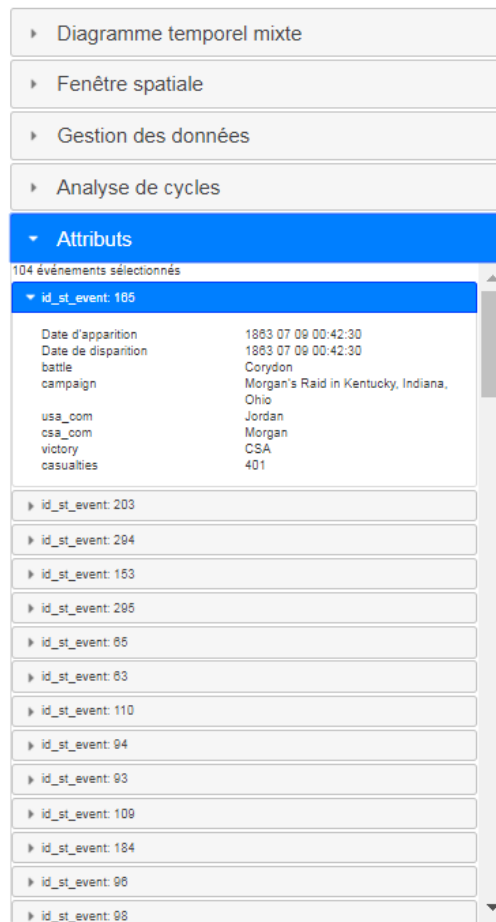 Diagramme temporel mixte
Fenêtre spatiale
Gestion des données
Analyse de cycles
Attributs
104 événements sélectionnés
id_st_event: 165
Date d'apparition 1863 07 09 00:42:30
Date de disparition 1863 07 09 00:42:30
battle Corydon
campaign Morgan's Raid in Kentucky, Indiana,
Ohio
usa_com Jordan
csa_com Morgan
victory CSA
casualties 401
id_st_event: 203
id_st_event: 294
id_st_event: 153
id_st_event: 295
id_st_event: 65
id_st_event: 63
id_st_event: 110
id_st_event: 94
id_st_event: 93
id_st_event: 109
id_st_event: 184
id_st_event: 96
id_st_event: 98